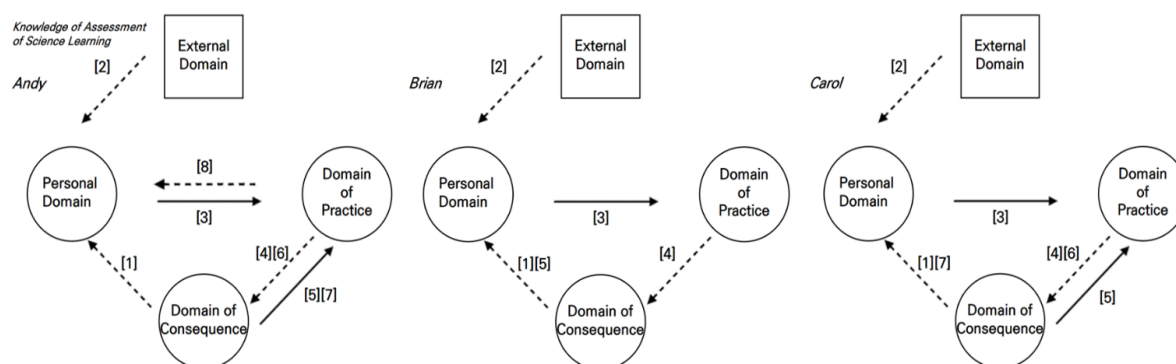 Knowledge of Assessment
of Science Learning
Andy
[2]
External
Domain
Personal
Domain
[8]
[3]
Domain
of
Practice
[1]
[4][6]
[5][7]
Domain of
Consequence
Brian
[2]
External
Domain
Personal
Domain
[3]
Domain
of
Practice
[1][5]
[4]
Domain of
Consequence
Carol
[2]
External
Domain
Personal
Domain
[3]
Domain
of
Practice
[1][7]
[4][6]
[5]
Domain of
Consequence